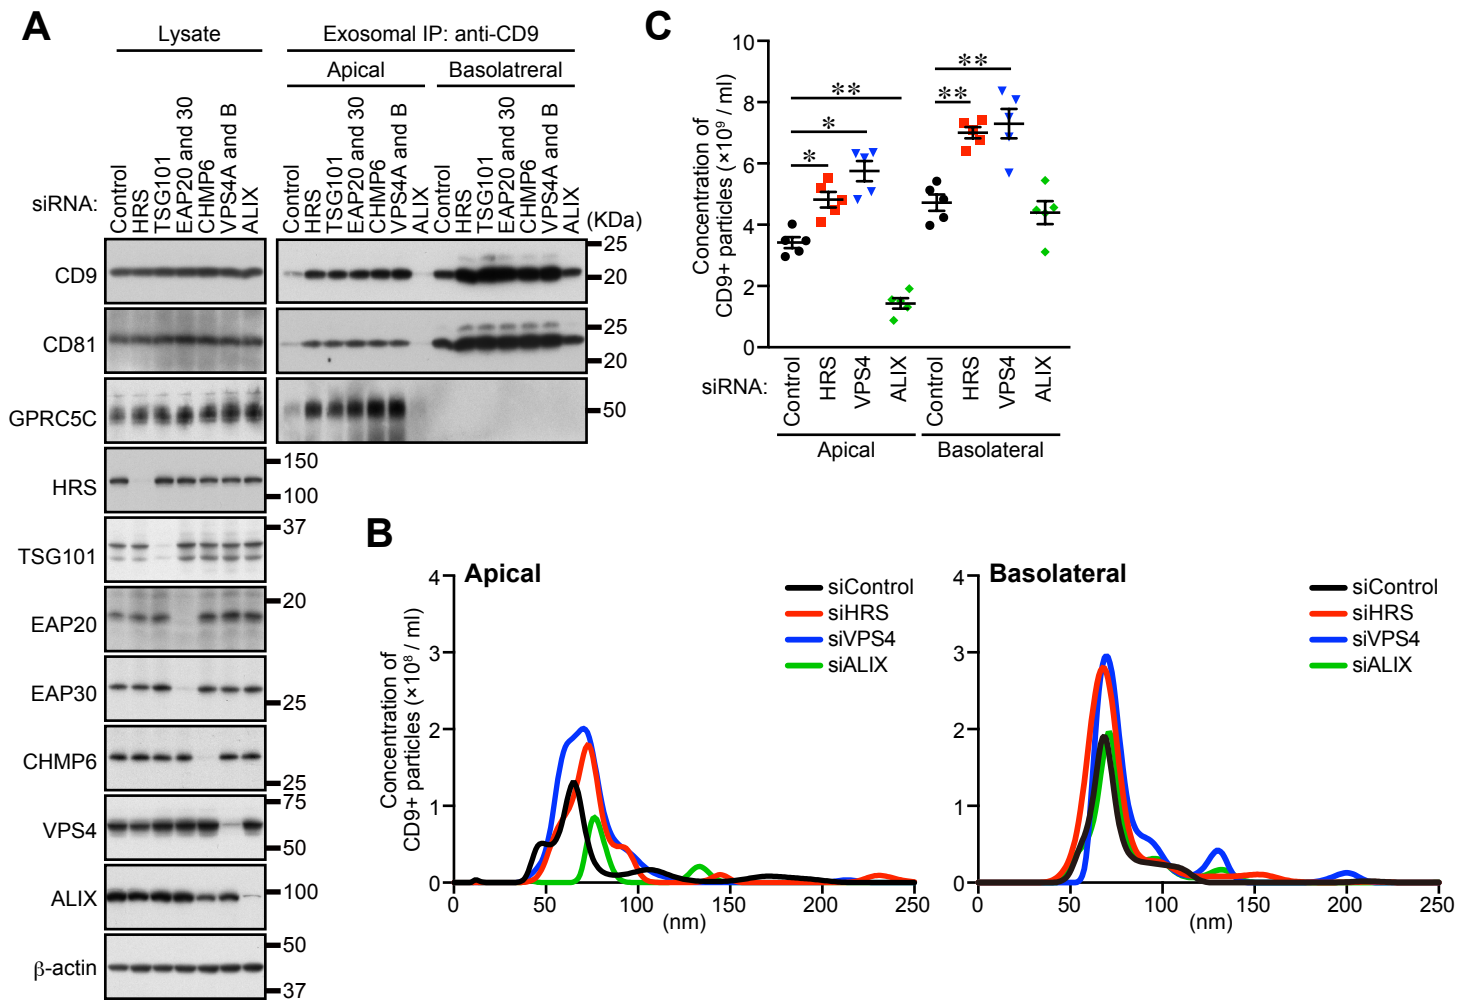 A
Lysate
Exosomal IP: anti-CD9
Apical
Basolatreral
siRNA:
Control
HRS
TSG101
EAP20 and 30
CHMP6
VPS4A and B
ALIX
Control
HRS
TSG101
EAP20 and 30
CHMP6
VPS4A and B
ALIX
Control
HRS
TSG101
EAP20 and 30
CHMP6
VPS4A and B
ALIX
(KDa)
CD9
25
20
CD81
25
20
GPRC5C
50
HRS
150
100
TSG101
37
EAP20
20
EAP30
25
CHMP6
25
VPS4
75
50
ALIX
100
β-actin
50
37
C
Concentration of
CD9+ particles (×10⁹ / ml)
10
8
6
4
2
0
*
*
**
**
**
siRNA:
Control
HRS
VPS4
ALIX
Control
HRS
VPS4
ALIX
Apical
Basolateral
B
Apical
Concentration of
CD9+ particles (×10⁸ / ml)
4
3
2
1
0
0
50
100
150
200
250
(nm)
siControl
siHRS
siVPS4
siALIX
Basolateral
4
3
2
1
0
0
50
100
150
200
250
(nm)
siControl
siHRS
siVPS4
siALIX